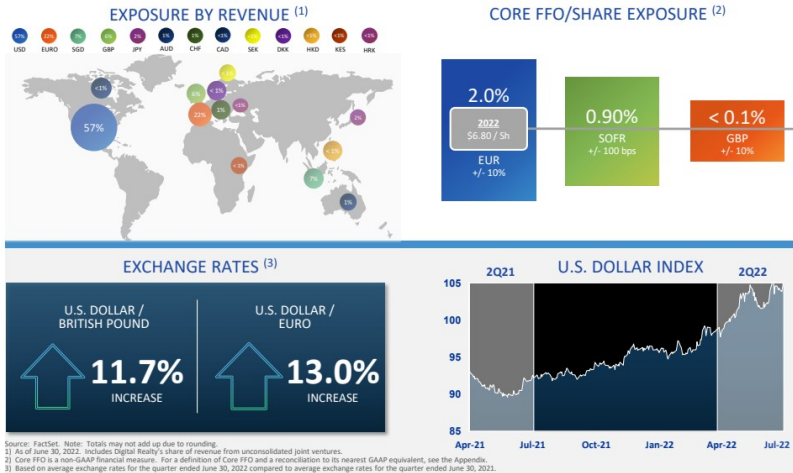 EXPOSURE BY REVENUE (1)
57% 22% 7% 6% 2% 1% 1% <1% <1% <1% <1% <1%
USD EURO SGD GBP JPY AUD CHF CAD SEK DKK HKD KES HRK
<1%
57%
6%
<1%
22%
1%
<1%
2%
<1%
7%
1%
CORE FFO/SHARE EXPOSURE (2)
2.0%
2022
$6.80 / Sh
EUR
+/- 10%
0.90%
SOFR
+/- 100 bps
< 0.1%
GBP
+/- 10%
EXCHANGE RATES (3)
U.S. DOLLAR /
BRITISH POUND
11.7%
INCREASE
U.S. DOLLAR /
EURO
13.0%
INCREASE
U.S. DOLLAR INDEX
2Q21
2Q22
105
100
95
90
85
Apr-21 Jul-21 Oct-21 Jan-22 Apr-22 Jul-22
Source: FactSet. Note: Totals may not add up due to rounding.
1) As of June 30, 2022. Includes Digital Realty's share of revenue from unconsolidated joint ventures.
2) Core FFO is a non-GAAP financial measure. For a definition of Core FFO and a reconciliation to its nearest GAAP equivalent, see the Appendix.
3) Based on average exchange rates for the quarter ended June 30, 2022 compared to average exchange rates for the quarter ended June 30, 2021.